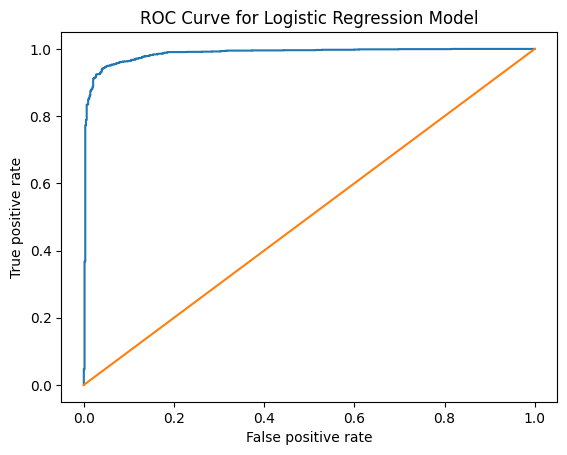 ROC Curve for Logistic Regression Model
1.0
0.8
0.6
0.4
0.2
0.0
True positive rate
0.0 0.2 0.4 0.6 0.8 1.0
False positive rate